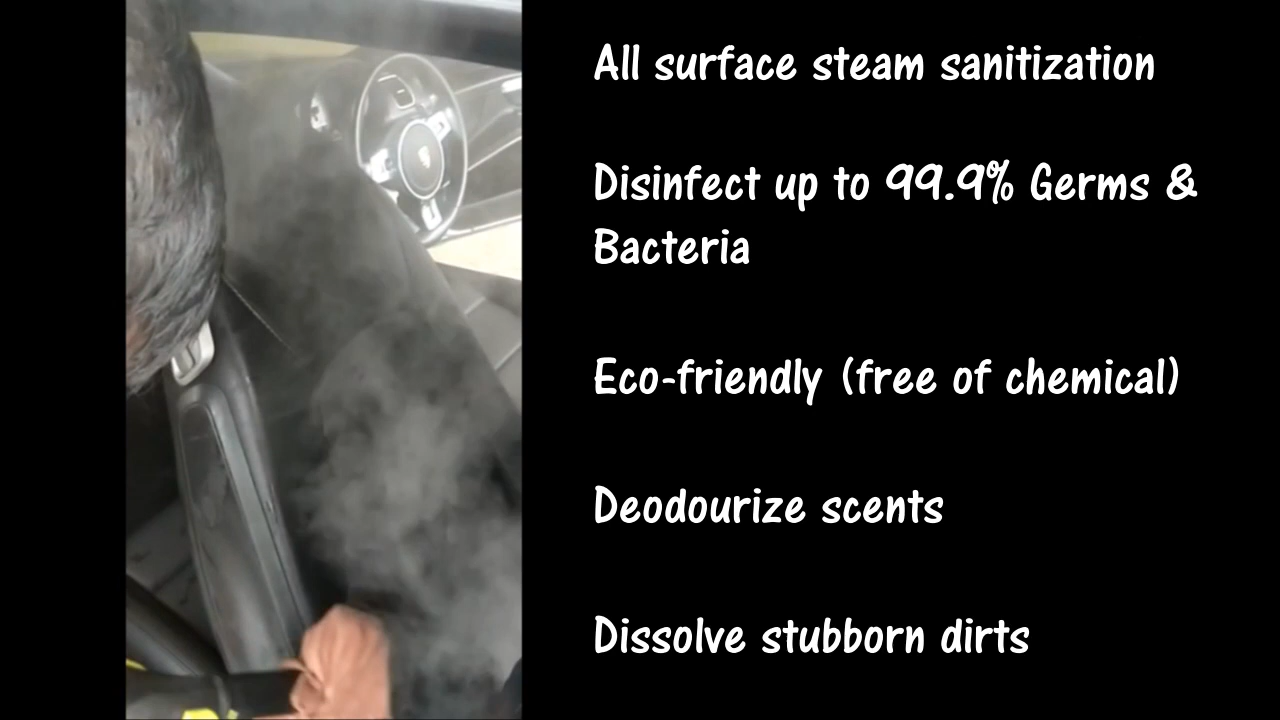 All surface steam sanitization
Disinfect up to 99.9% Germs &
Bacteria
Eco-friendly (free of chemical)
Deodourize scents
Dissolve stubborn dirts